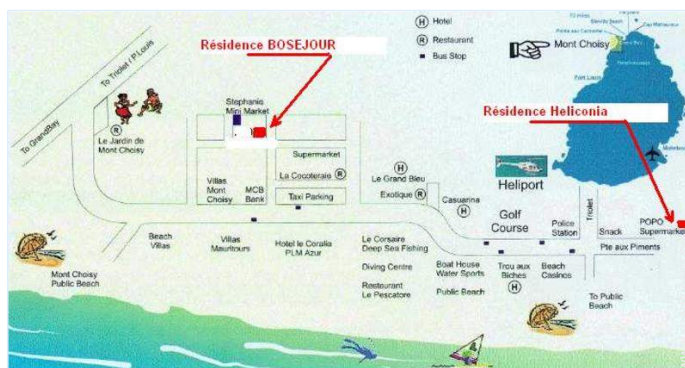 Résidence BOSEJOUR
H Hotel
R Restaurant
Bus Stop
Mont Choisy
Port Louis
Résidence Heliconia
To Triolet / P.Louis
To GrandBay
R
Le Jardin de
Mont Choisy
Stephanis
Mini Market
Supermarket
La Cocoteraie R
Taxi Parking
Villas
Mont
Choisy
MCB
Bank
H
Le Grand Bleu
Exotique R
Casuarina
H
Heliport
Golf
Course
Police
Station
Triolet
Snack
POPO
Supermarket
Pte aux Piments
Beach
Villas
Villas
Mauritours
Hotel le Coralia
PLM Azur
Le Corsaire
Deep Sea Fishing
Diving Centre
Restaurant
Le Pescatore
Boat House
Water Sports
Public Beach
Trou aux
Biches
H
Beach
Casinos
To Public
Beach
Mont Choisy
Public Beach